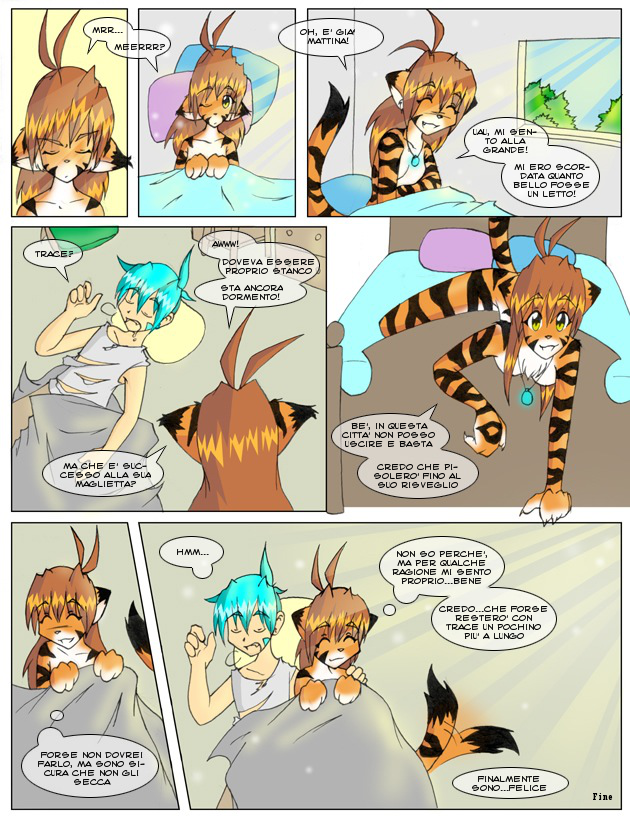 MRR...
MEERRR?
OH, E' GIA'
MATTINA!
UAU, MI SEN-
TO ALLA
GRANDE!
MI ERO SCOR-
DATA QUANTO
BELLO FOSSE
UN LETTO!
TRACE?
AWWW!
DOVEVA ESSERE
PROPRIO STANCO
STA ANCORA
DORMENTO!
MA CHE E' SUC-
CESSO ALLA SUA
MAGLIETTA?
BE', IN QUESTA
CITTA' NON POSSO
USCIRE E BASTA
CREDO CHE PI-
SOLERO' FINO AL
SUO RISVEGLIO
FORSE NON DOVREI
FARLO, MA SONO SI-
CURA CHE NON GLI
SECCA
HMM...
NON SO PERCHE',
MA PER QUALCHE
RAGIONE MI SENTO
PROPRIO...BENE
CREDO...CHE FORSE
RESTERO' CON
TRACE UN POCHINO
PIU' A LUNGO
FINALMENTE
SONO...FELICE
Fine